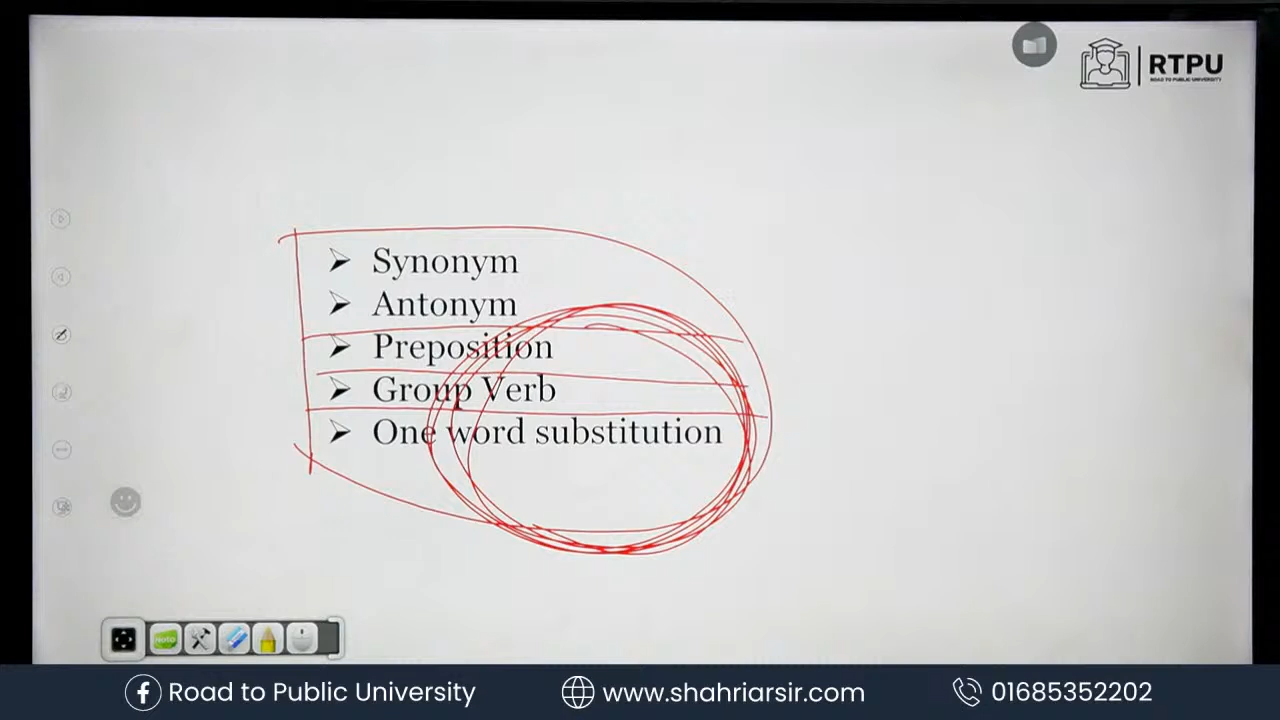 RTPU
ROAD TO PUBLIC UNIVERSITY
Synonym
Antonym
Preposition
Group Verb
One word substitution
Note
Road to Public University
www.shahriarsir.com
01685352202